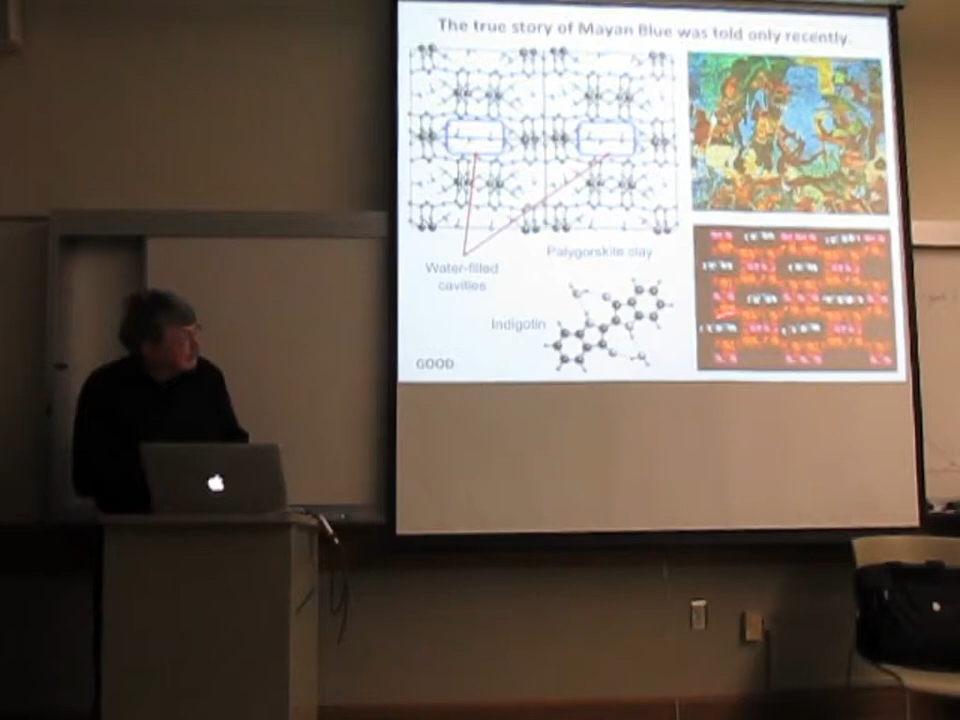 The true story of Mayan Blue was told only recently.
Palygorskite clay
Water-filled
cavities
Indigotin
GOOD